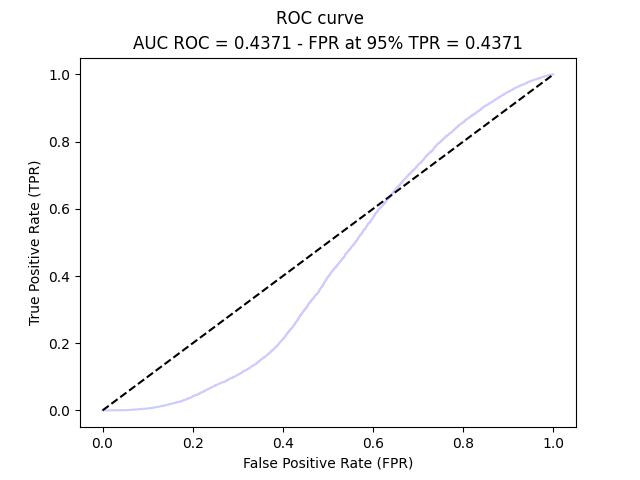 ROC curve
AUC ROC = 0.4371 - FPR at 95% TPR = 0.4371
1.0
0.8
0.6
0.4
0.2
0.0
True Positive Rate (TPR)
0.0 0.2 0.4 0.6 0.8 1.0
False Positive Rate (FPR)